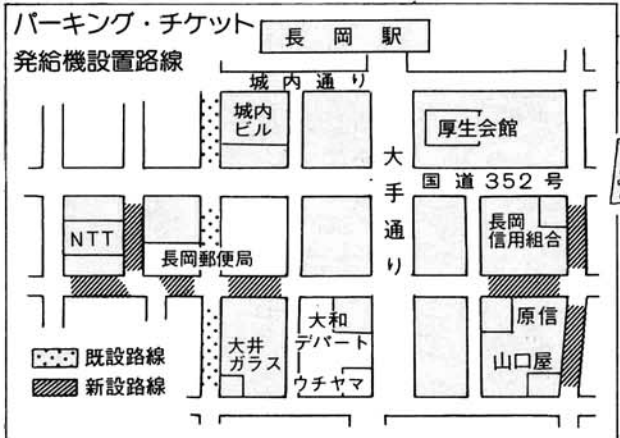 パーキング・チケット
発給機設置路線
長岡駅
城内通り
城内
ビル
厚生会館
大手通り
国道352号
NTT
長岡郵便局
長岡
信用組合
大和
デパート
大井
ガラス
ウチヤマ
原信
山口屋
既設路線
新設路線